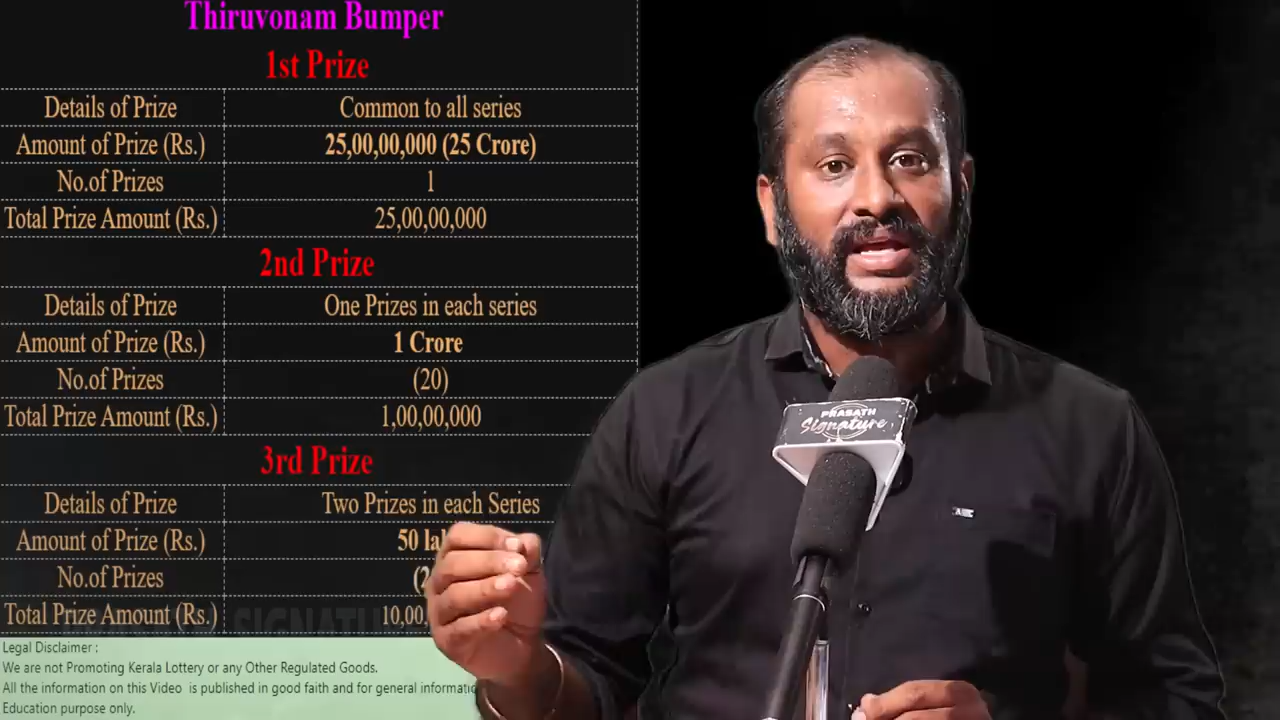 Thiruvonam Bumper
1st Prize
Details of Prize Common to all series
Amount of Prize (Rs.) 25,00,00,000 (25 Crore)
No.of Prizes 1
Total Prize Amount (Rs.) 25,00,00,000
2nd Prize
Details of Prize One Prizes in each series
Amount of Prize (Rs.) 1 Crore
No.of Prizes (20)
Total Prize Amount (Rs.) 1,00,00,000
3rd Prize
Details of Prize Two Prizes in each Series
Amount of Prize (Rs.) 50
No.of Prizes
Total Prize Amount (Rs.) 10,00,
Legal Disclaimer :
We are not Promoting Kerala Lottery or any Other Regulated Goods.
All the information on this Video is published in good faith and for general
Education purpose only.
PRASATH
Signature
PRASATH SIGNATU